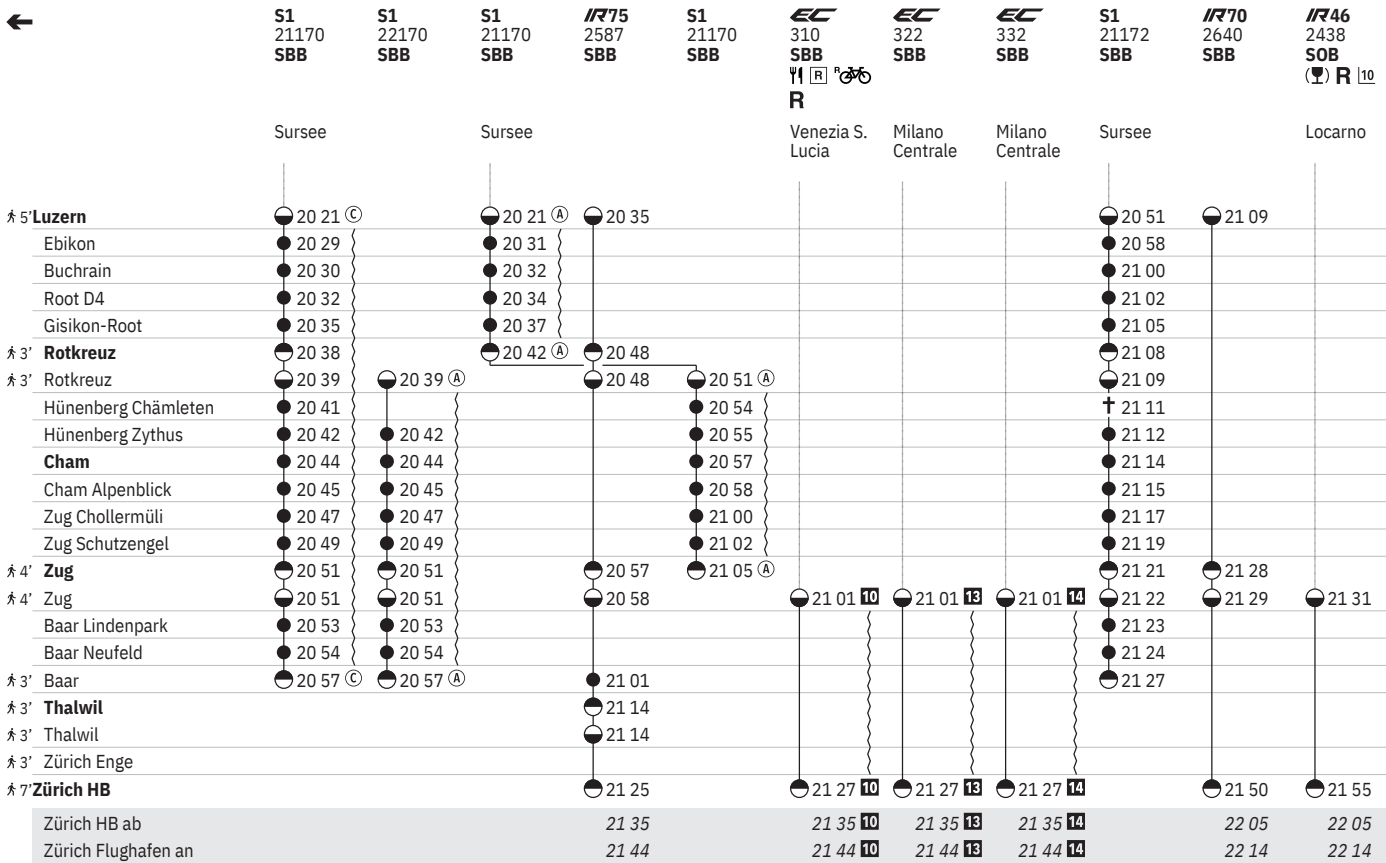 S1 S1 S1 IR75 S1 EC EC EC S1 IR70 IR46
21170 22170 21170 2587 21170 310 322 332 21172 2640 2438
SBB SBB SBB SBB SBB SBB SBB SBB SBB SBB SOB
R R R 10
R
Sursee Sursee Venezia S. Milano Milano Sursee Locarno
Lucia Centrale Centrale
5' Luzern 20 21 C 20 21 A 20 35 20 51 21 09
Ebikon 20 29 20 31 20 58
Buchrain 20 30 20 32 21 00
Root D4 20 32 20 34 21 02
Gisikon-Root 20 35 20 37 21 05
3' Rotkreuz 20 38 20 42 A 20 48 21 08
3' Rotkreuz 20 39 20 39 A 20 48 20 51 A 21 09
Hünenberg Chämleten 20 41 20 54 21 11
Hünenberg Zythus 20 42 20 42 20 55 21 12
Cham 20 44 20 44 20 57 21 14
Cham Alpenblick 20 45 20 45 20 58 21 15
Zug Chollermüli 20 47 20 47 21 00 21 17
Zug Schutzengel 20 49 20 49 21 02 21 19
4' Zug 20 51 20 51 20 57 21 05 A 21 21 21 28
4' Zug 20 51 20 51 20 58 21 01 10 21 01 13 21 01 14 21 22 21 29 21 31
Baar Lindenpark 20 53 20 53 21 23
Baar Neufeld 20 54 20 54 21 24
3' Baar 20 57 C 20 57 A 21 01 21 27
3' Thalwil 21 14
3' Thalwil 21 14
3' Zürich Enge
7' Zürich HB 21 25 21 27 10 21 27 13 21 27 14 21 50 21 55
Zürich HB ab 21 35 21 35 10 21 35 13 21 35 14 22 05 22 05
Zürich Flughafen an 21 44 21 44 10 21 44 13 21 44 14 22 14 22 14